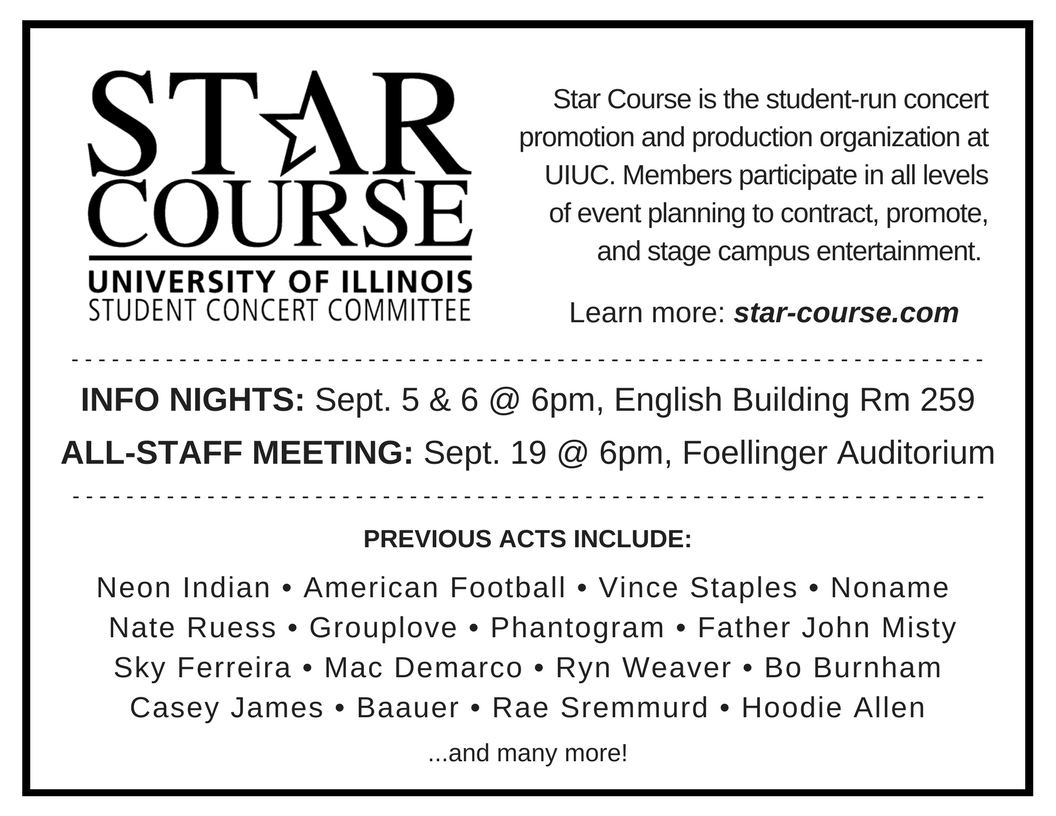 STAR
COURSE
UNIVERSITY OF ILLINOIS
STUDENT CONCERT COMMITTEE
Star Course is the student-run concert
promotion and production organization at
UIUC. Members participate in all levels
of event planning to contract, promote,
and stage campus entertainment.
Learn more: star-course.com
INFO NIGHTS: Sept. 5 & 6 @ 6pm, English Building Rm 259
ALL-STAFF MEETING: Sept. 19 @ 6pm, Foellinger Auditorium
PREVIOUS ACTS INCLUDE:
Neon Indian • American Football • Vince Staples • Noname
Nate Ruess • Grouplove • Phantogram • Father John Misty
Sky Ferreira • Mac Demarco • Ryn Weaver • Bo Burnham
Casey James • Baauer • Rae Sremmurd • Hoodie Allen
...and many more!